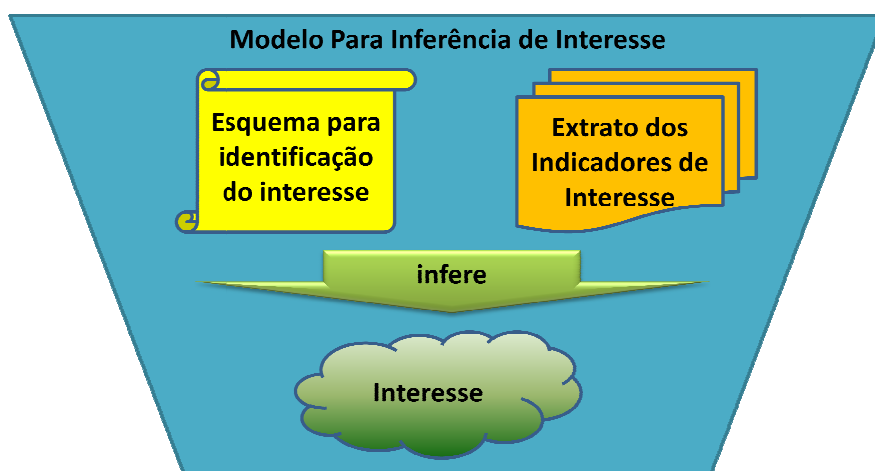 Modelo Para Inferência de Interesse
Esquema para
identificação
do interesse
Extrato dos
Indicadores de
Interesse
infere
Interesse